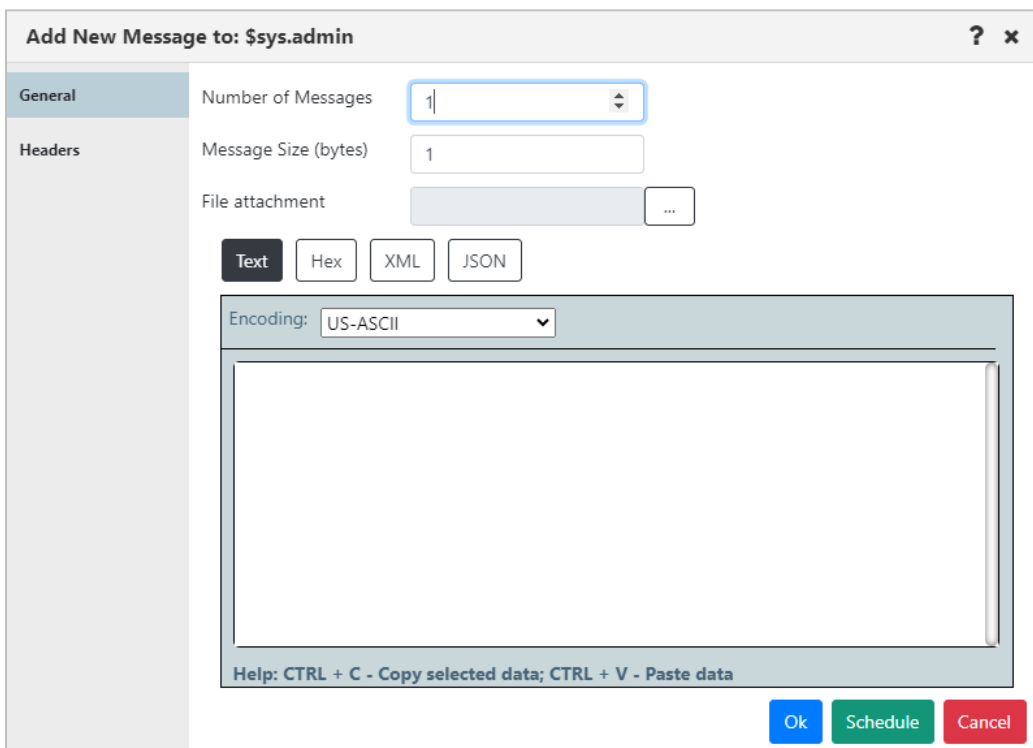 Add New Message to: $sys.admin ? ×
General
Headers
Number of Messages 1
Message Size (bytes) 1
File attachment ...
Text Hex XML JSON
Encoding: US-ASCII
Help: CTRL + C - Copy selected data; CTRL + V - Paste data
Ok Schedule Cancel